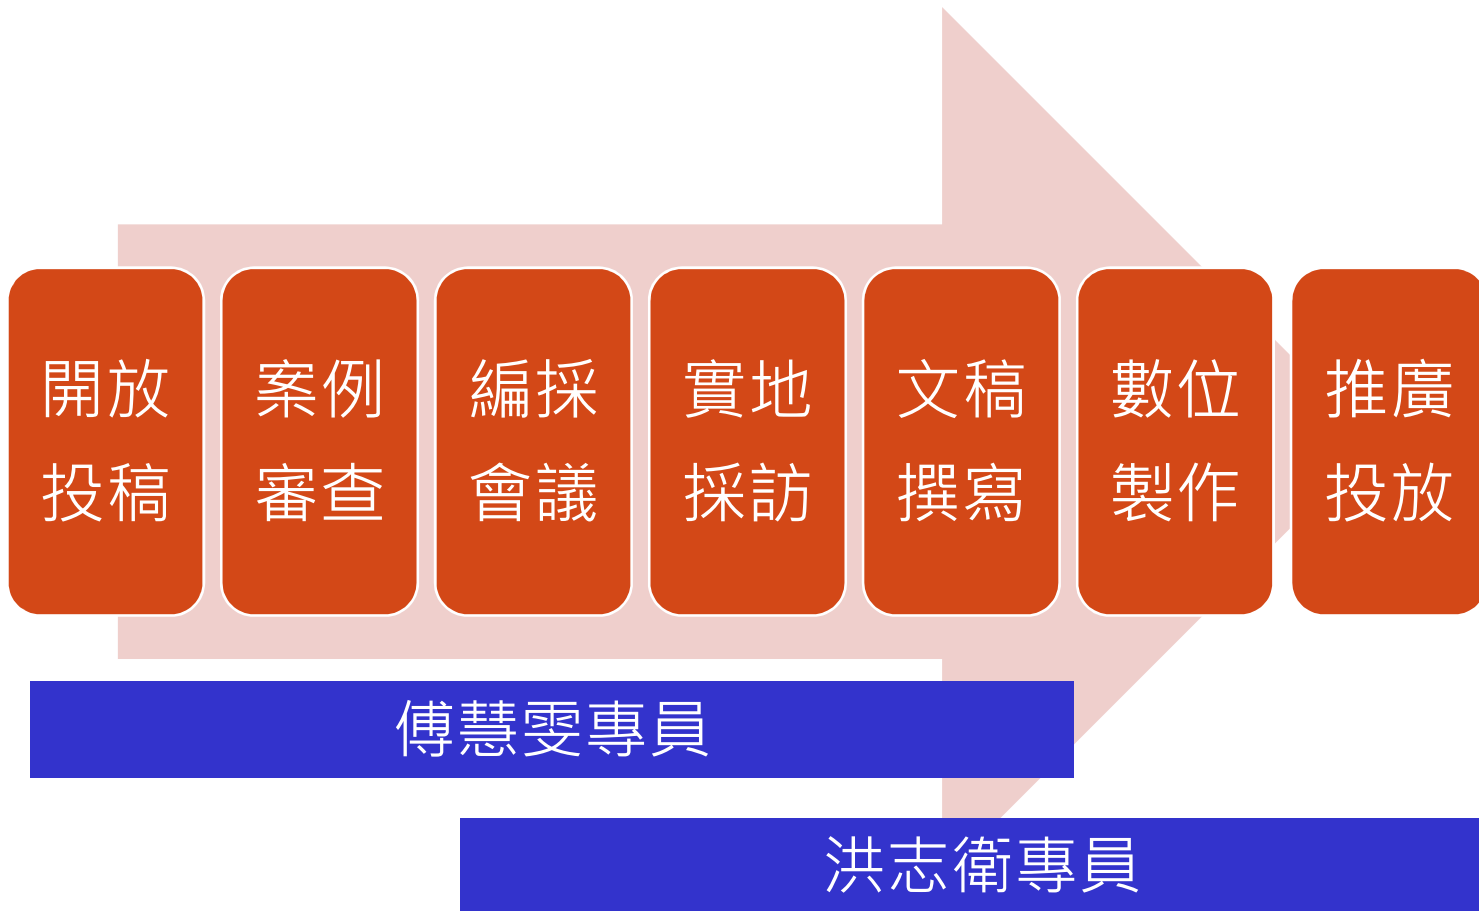 開放
投稿
案例
審查
編採
會議
實地
採訪
文稿
撰寫
數位
製作
推廣
投放
傅慧雯專員
洪志衛專員